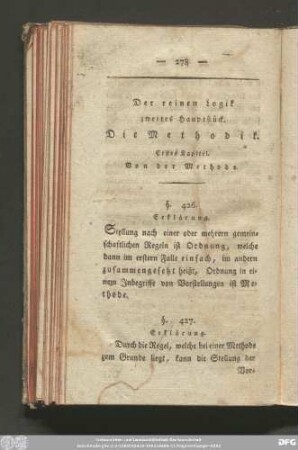 — 278 —
Der reinen Logik
zweites Hauptstück.
Die Methodik.
Erstes Kapitel.
Von der Methode.
§. 426.
Erklärung.
Stellung nach einer oder mehrern gemein-
schaftlichen Regeln ist Ordnung, welche
dann im erstern Falle einfach, im andern
zusammengesetzt heißt, Ordnung in ei-
nem Inbegriffe von Vorstellungen ist Me-
thode.
§. 427.
Erklärung.
Durch die Regel, welche bei einer Methode
zum Grunde liegt, kann die Stellung der
Vor-
DFG